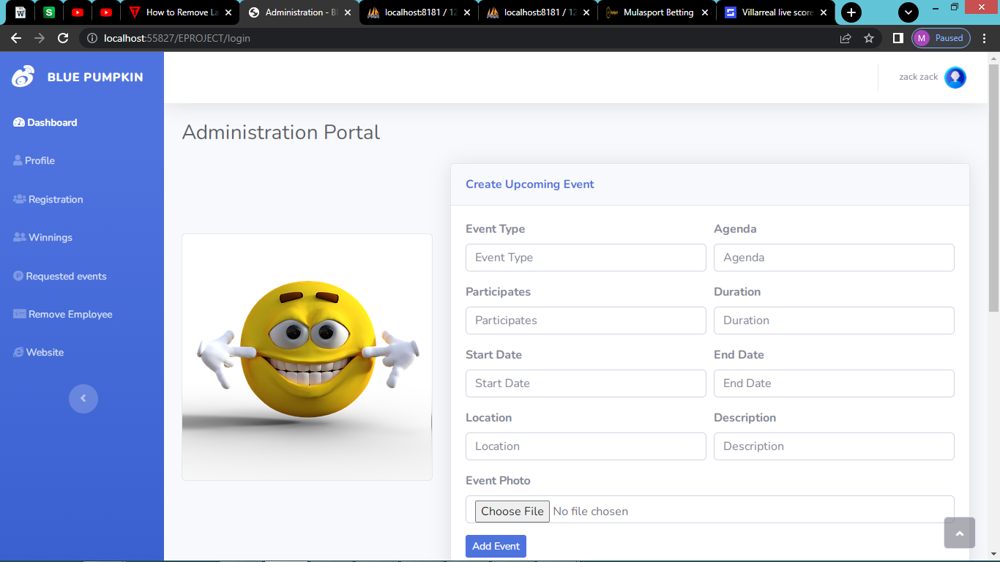 How to Remove La
Administration - Bl
localhost:8181 / 12
localhost:8181 / 12
Mulasport Betting
Villarreal live score
localhost:55827/EPROJECT/login
M Paused
BLUE PUMPKIN
zack zack
Dashboard
Profile
Registration
Winnings
Requested events
Remove Employee
Website
Administration Portal
Create Upcoming Event
Event Type Agenda
Event Type Agenda
Participates Duration
Participates Duration
Start Date End Date
Start Date End Date
Location Description
Location Description
Event Photo
Choose File No file chosen
Add Event